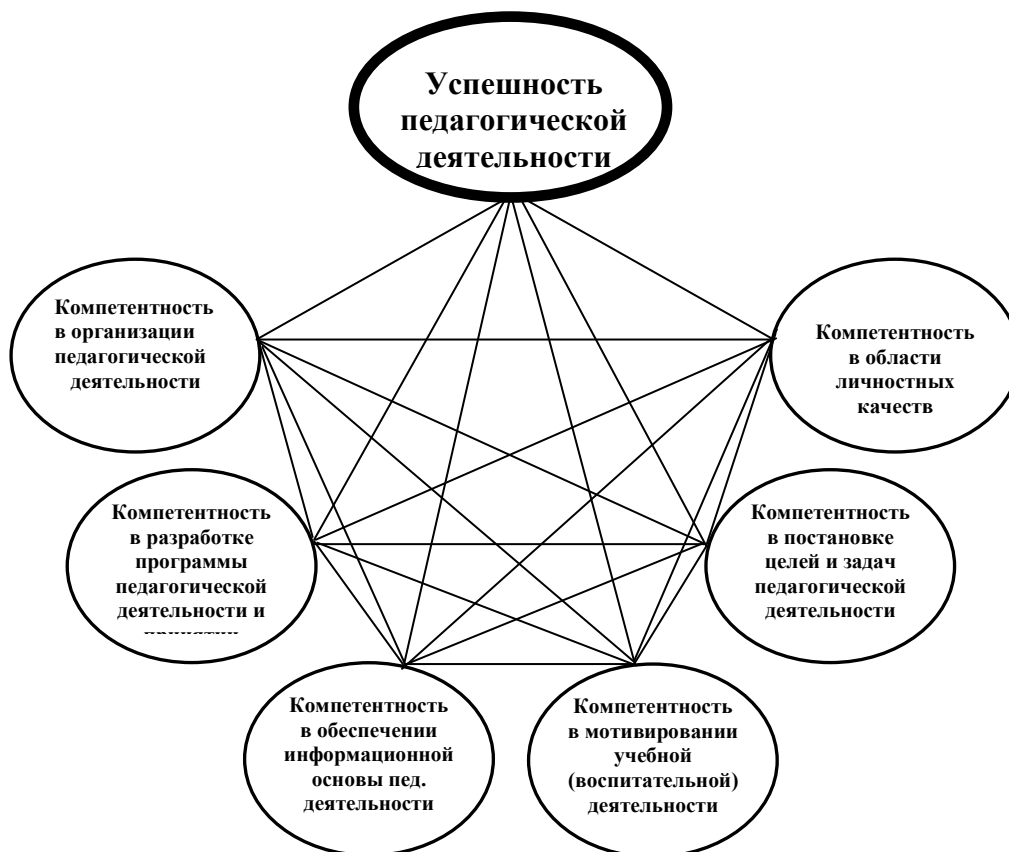 Успешность
педагогической
деятельности
Компетентность
в организации
педагогической
деятельности
Компетентность
в области
личностных
качеств
Компетентность
в разработке
программы
педагогической
деятельности и
Компетентность
в постановке
целей и задач
педагогической
деятельности
Компетентность
в обеспечении
информационной
основы пед.
деятельности
Компетентность
в мотивировании
учебной
(воспитательной)
деятельности